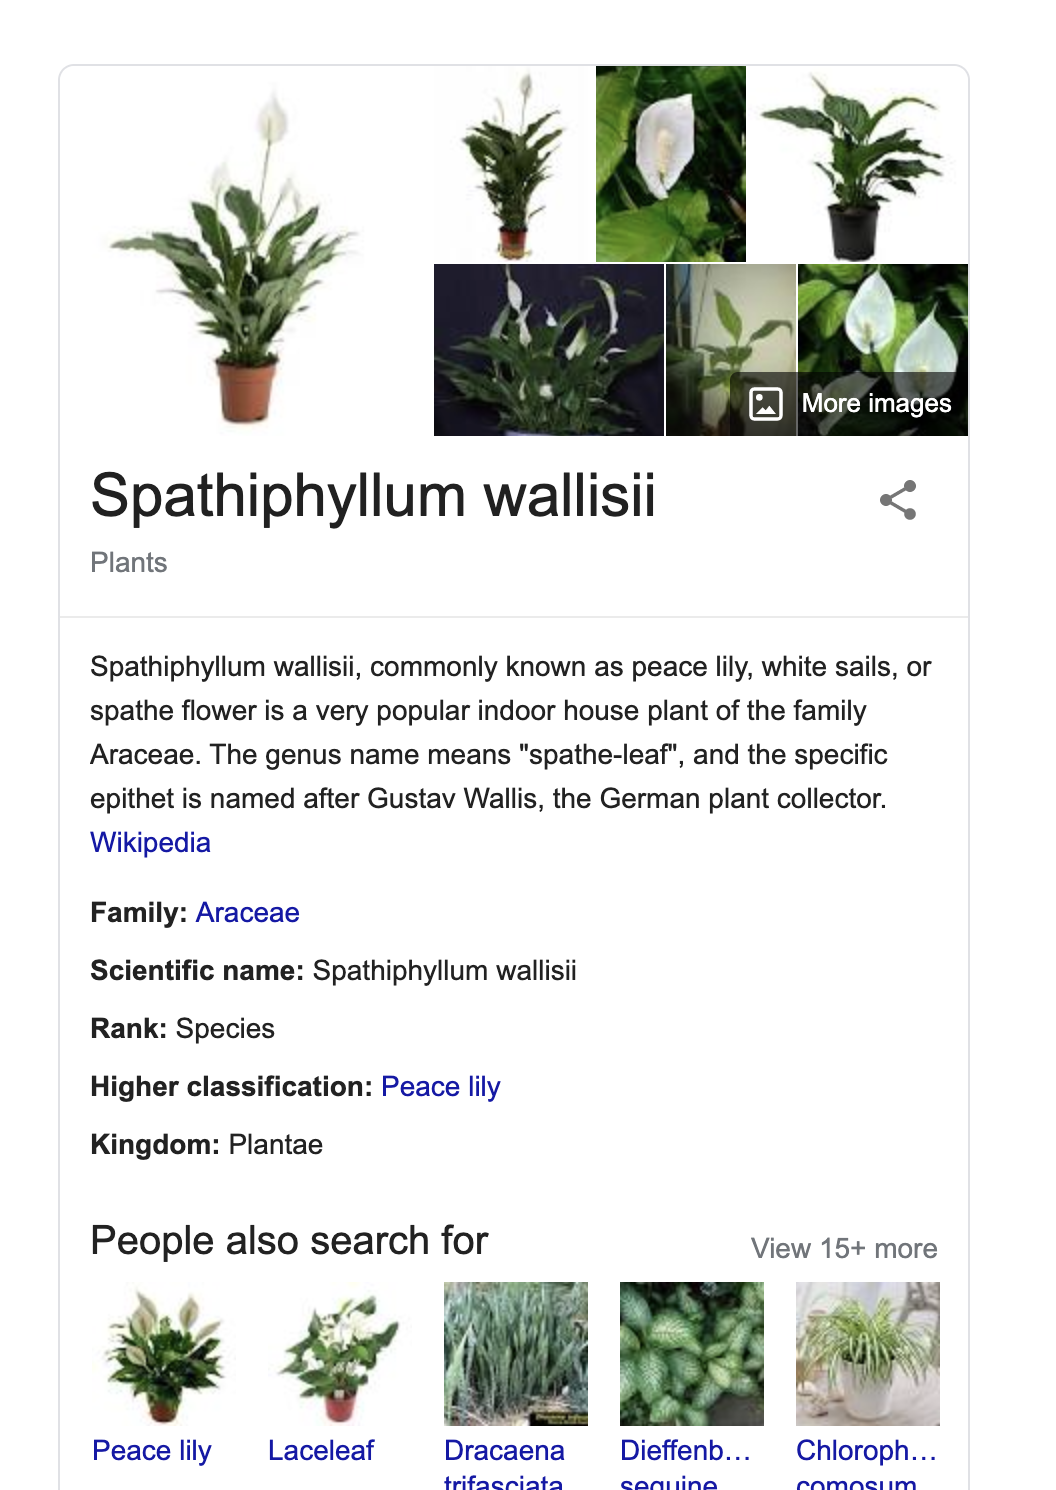 More images
Spathiphyllum wallisii
Plants
Spathiphyllum wallisii, commonly known as peace lily, white sails, or
spathe flower is a very popular indoor house plant of the family
Araceae. The genus name means "spathe-leaf", and the specific
epithet is named after Gustav Wallis, the German plant collector.
Wikipedia
Family: Araceae
Scientific name: Spathiphyllum wallisii
Rank: Species
Higher classification: Peace lily
Kingdom: Plantae
People also search for
View 15+ more
Peace lily
Laceleaf
Dracaena
trifasciata
Dieffenb...
seguine
Chloroph...
comosum